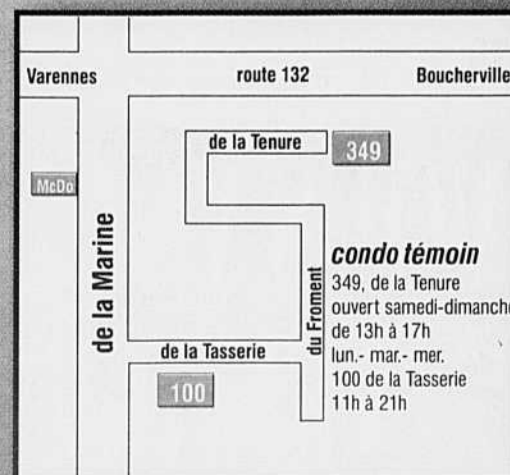 Varennes route 132 Boucherville
de la Tenure 349
McDo
de la Marine
du Froment
condo témoin
349, de la Tenure
ouvert samedi-dimanche
de 13h à 17h
lun.- mar.- mer.
100 de la Tasserie
11h à 21h
de la Tasserie
100